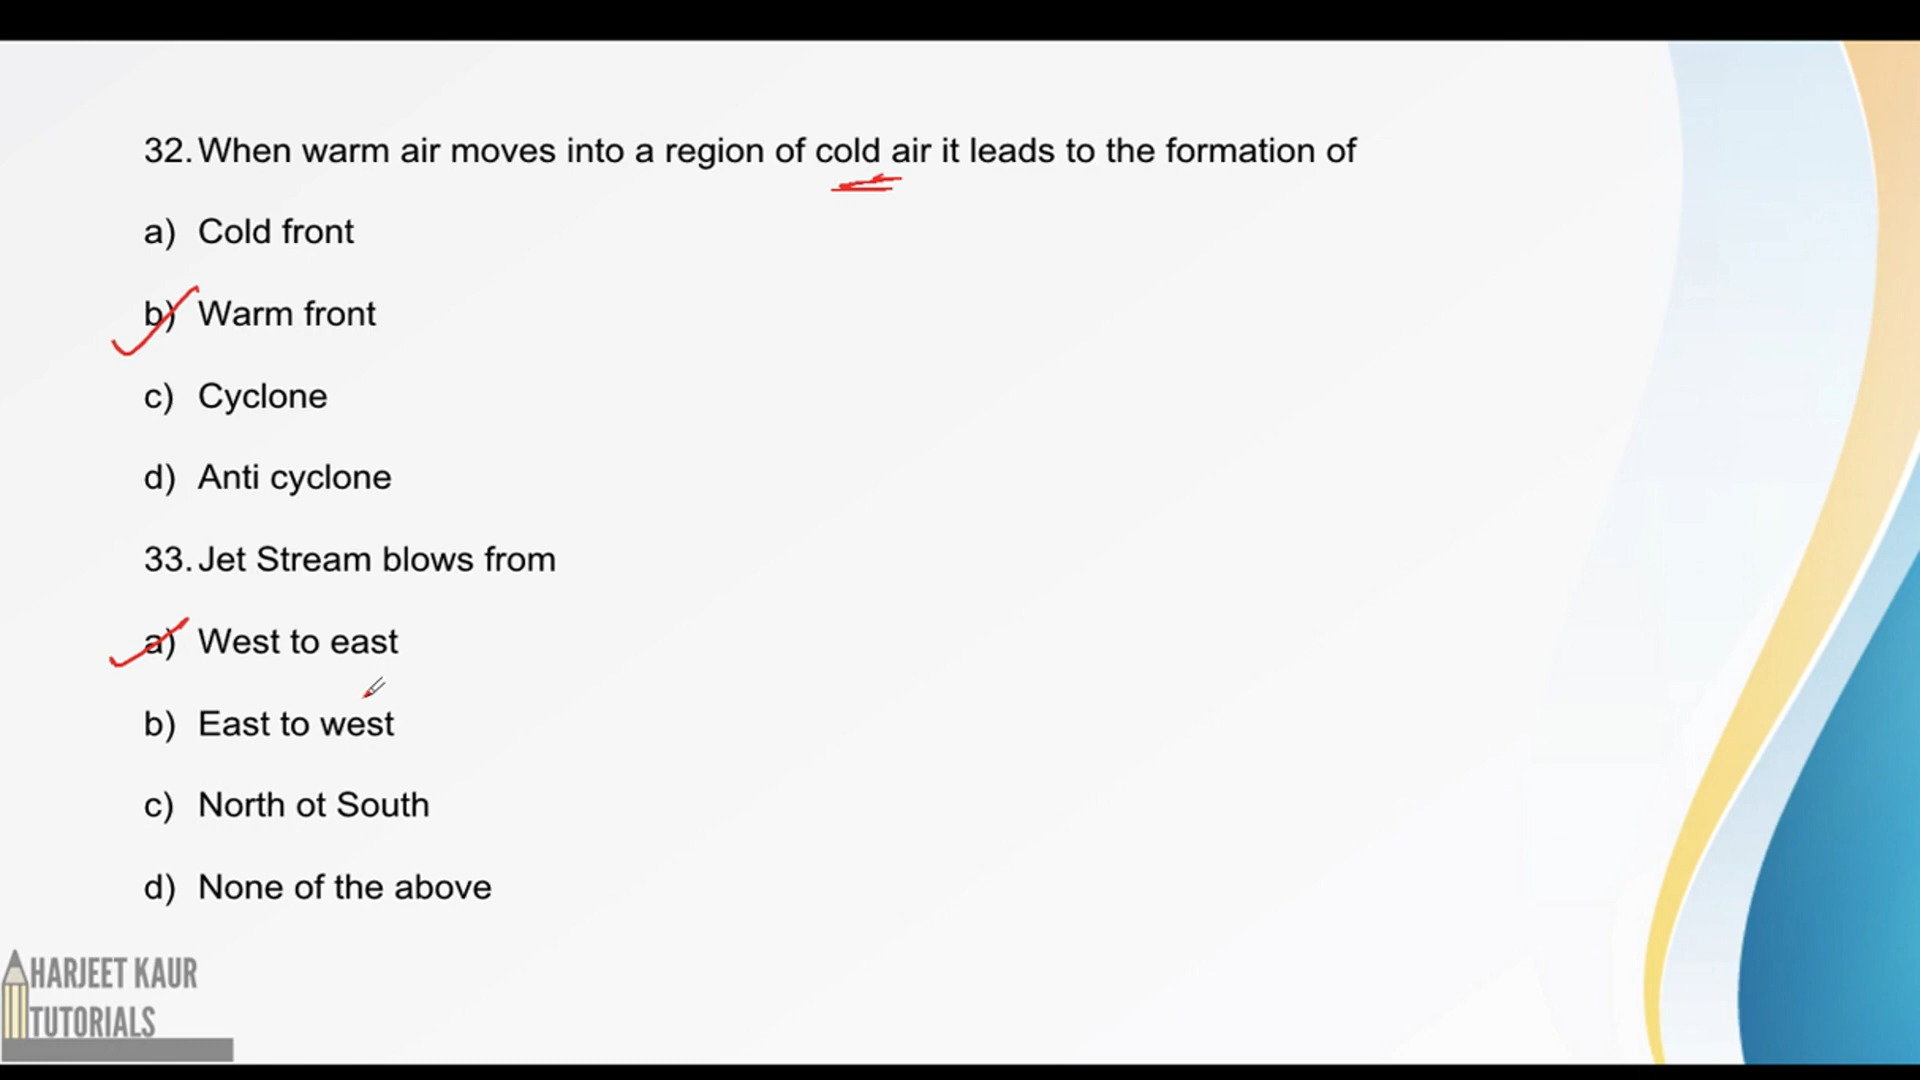 32. When warm air moves into a region of cold air it leads to the formation of
a) Cold front
b) Warm front
c) Cyclone
d) Anti cyclone
33. Jet Stream blows from
a) West to east
b) East to west
c) North ot South
d) None of the above
HARJEET KAUR
TUTORIALS